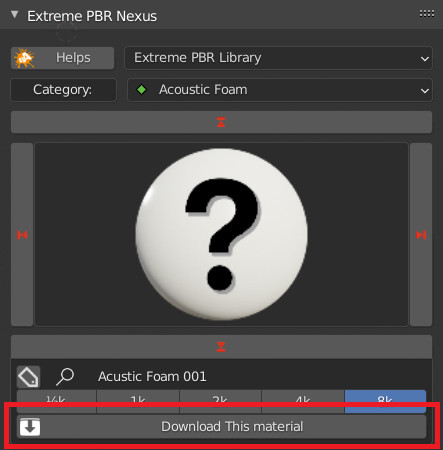 Extreme PBR Nexus
Helps Extreme PBR Library
Category: Acoustic Foam
?
Acustic Foam 001
½k 1k 2k 4k 8k
Download This material